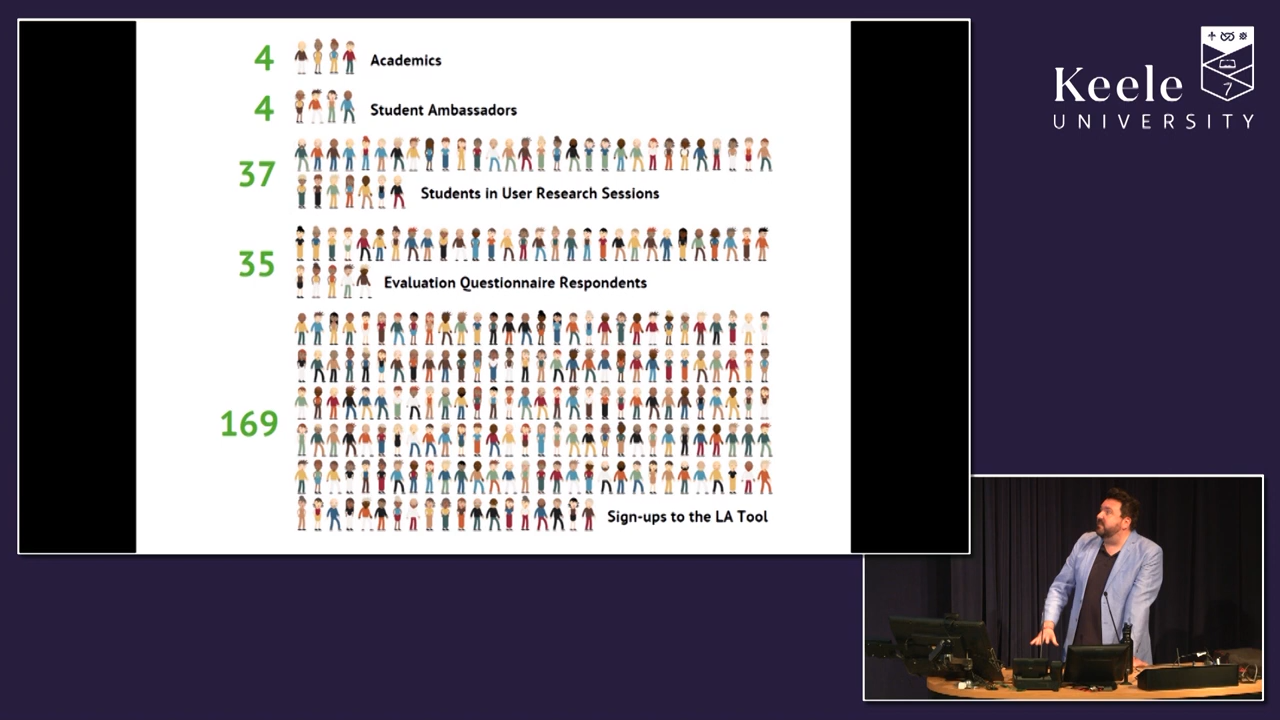 4 Academics
4 Student Ambassadors
37 Students in User Research Sessions
35 Evaluation Questionnaire Respondents
169 Sign-ups to the LA Tool
Keele
UNIVERSITY